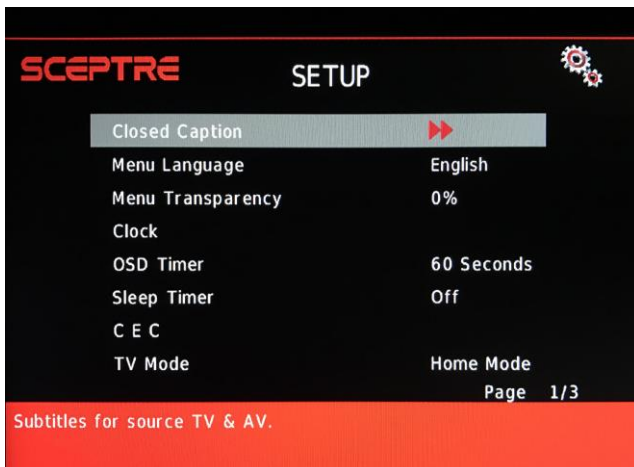 SCEPTRE
SETUP
Closed Caption
Menu Language English
Menu Transparency 0%
Clock
OSD Timer 60 Seconds
Sleep Timer Off
C E C
TV Mode Home Mode
Page 1/3
Subtitles for source TV & AV.